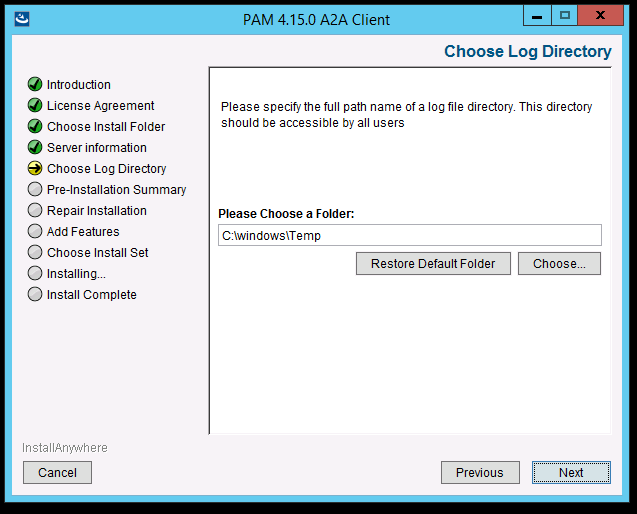 PAM 4.15.0 A2A Client
Choose Log Directory
Introduction
License Agreement
Choose Install Folder
Server information
Choose Log Directory
Pre-Installation Summary
Repair Installation
Add Features
Choose Install Set
Installing...
Install Complete
Please specify the full path name of a log file directory. This directory
should be accessible by all users
Please Choose a Folder:
C:\windows\Temp
Restore Default Folder
Choose...
InstallAnywhere
Cancel
Previous
Next